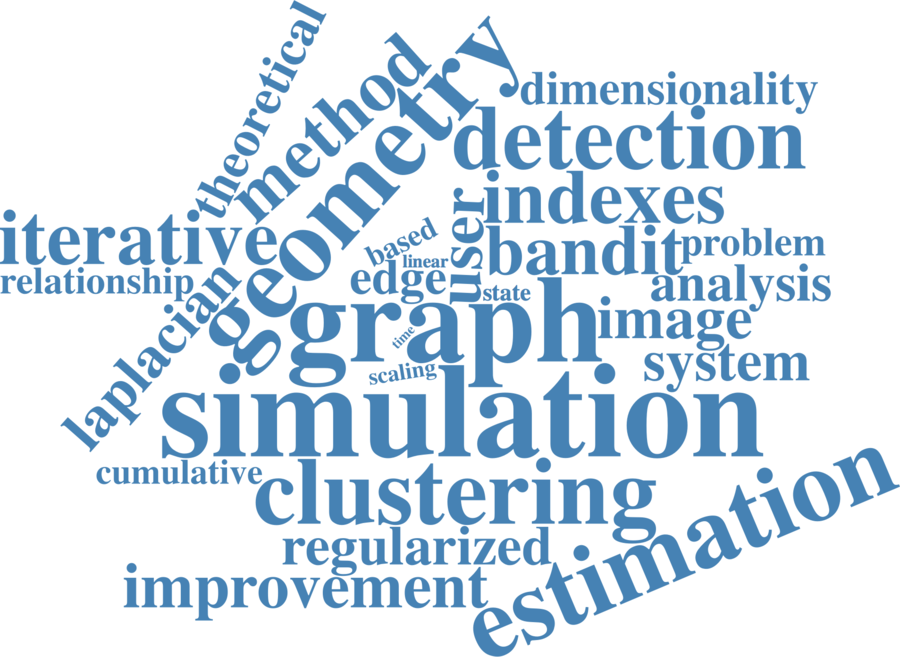 theoretical
method
geometry
dimensionality
detection
indexes
iterative
user
based
bandit
problem
linear
relationship
edge
state
analysis
laplacian
graph
image
time
system
scaling
simulation
cumulative
clustering
estimation
regularized
improvement